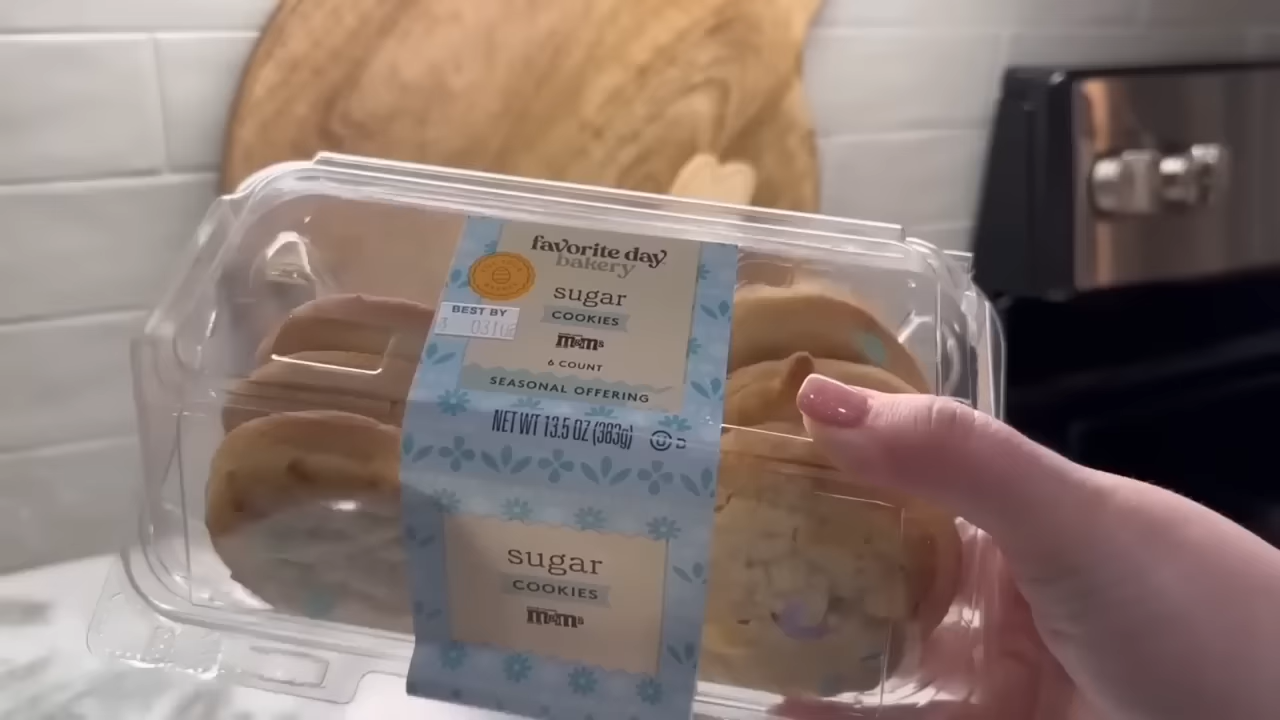 favorite day
bakery
sugar
COOKIES
m&m's
6 COUNT
SEASONAL OFFERING
BEST BY
NET WT 13.5 OZ (383g)
U D
sugar
COOKIES
m&m's